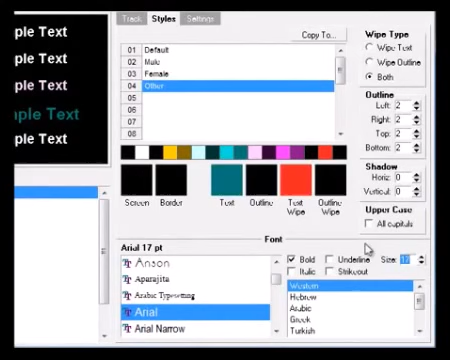 Track Styles Settings
ple Text
ple Text
ple Text
ple Text
ple Text
Copy To...
01 Default
02 Male
03 Female
04 Other
05
06
07
08
Screen Border Text Outline Text Wipe Outline Wipe
Wipe Type
Wipe Text
Wipe Outline
Both
Outline
Left: 2
Right: 2
Top: 2
Bottom: 2
Shadow
Horiz: 0
Vertical: 0
Upper Case
All capitals
Font
Arial 17 pt
Anson
Aparajita
Arabic Typesetting
Arial
Arial Narrow
Bold Underline Size: 17
Italic Strikeout
Western
Hebrew
Arabic
Greek
Turkish